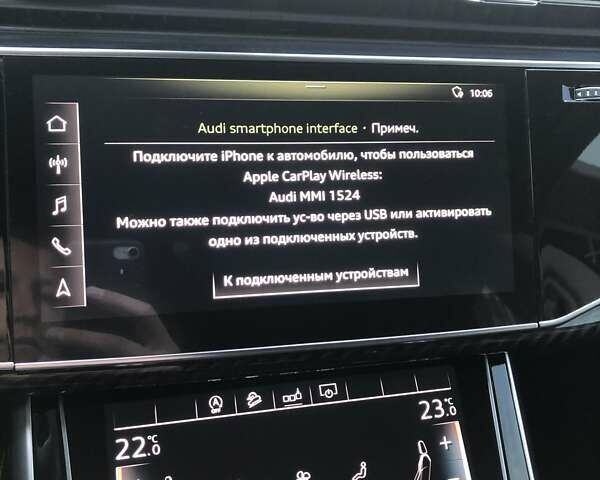 10:06
Audi smartphone interface · Примеч.
Подключите iPhone к автомобилю, чтобы пользоваться
Apple CarPlay Wireless:
Audi MMI 1524
Можно также подключить ус-во через USB или активировать
одно из подключенных устройств.
К подключенным устройствам
22.0 °C
23.0 °C